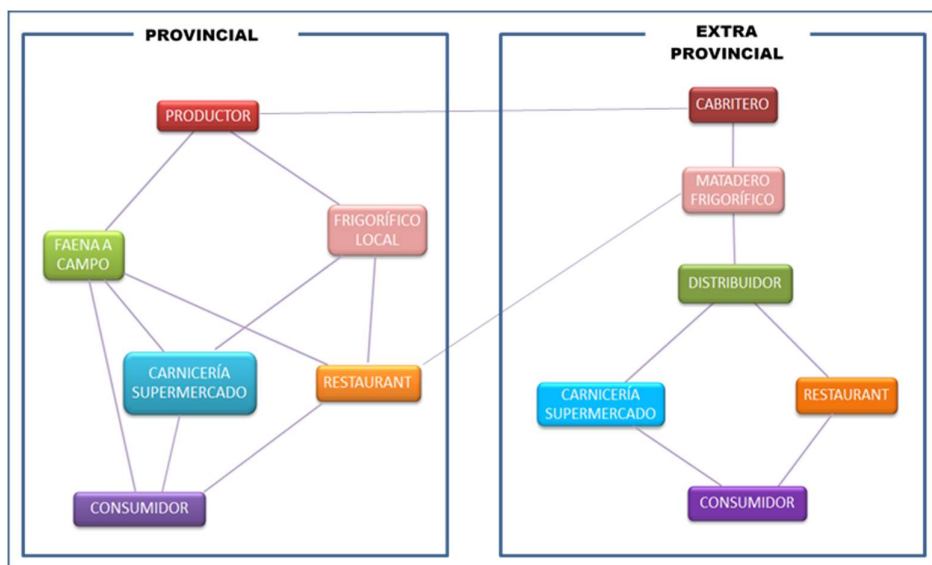 PROVINCIAL
PRODUCTOR
FRIGORÍFICO
LOCAL
FAENA A
CAMPO
CARNICERÍA
SUPERMERCADO
RESTAURANT
CONSUMIDOR
EXTRA
PROVINCIAL
CABRITERO
MATADERO
FRIGORÍFICO
DISTRIBUIDOR
CARNICERÍA
SUPERMERCADO
RESTAURANT
CONSUMIDOR